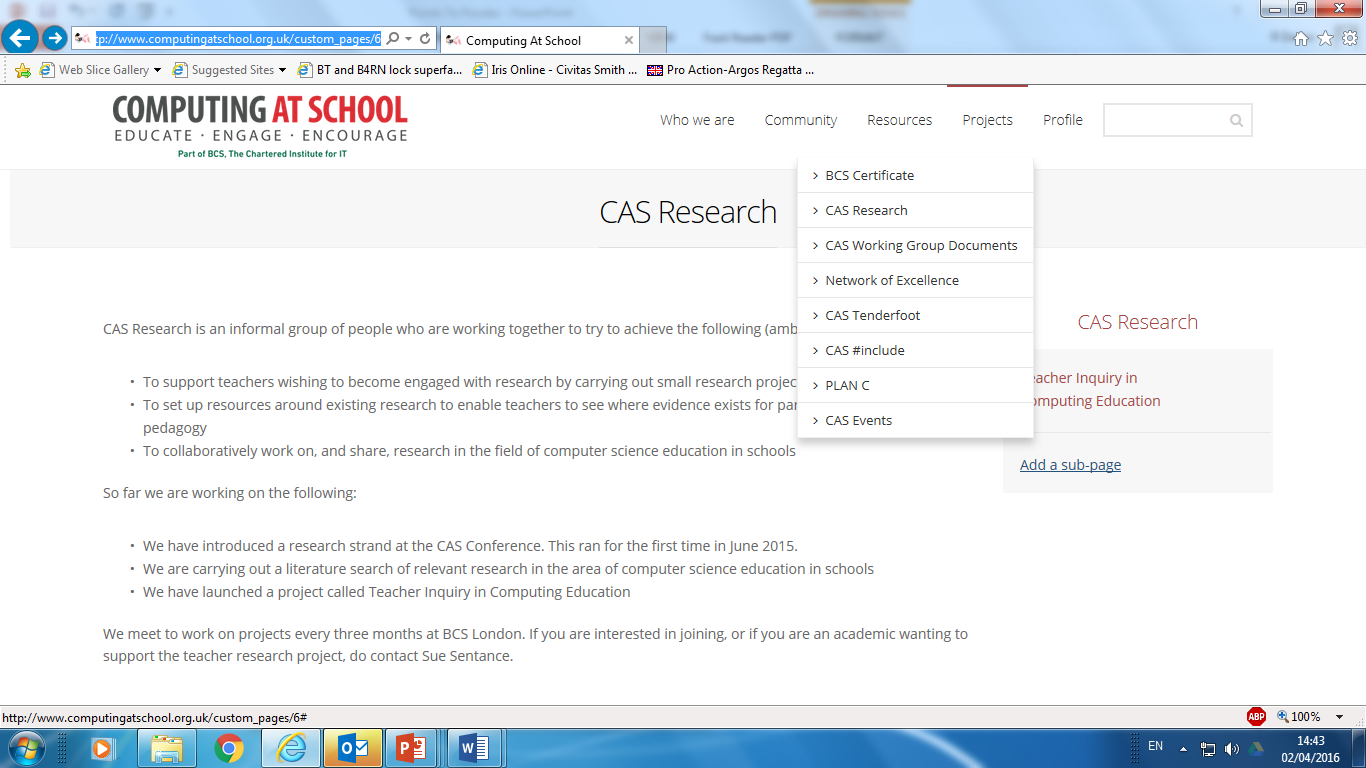 http://www.computingatschool.org.uk/custom_pages/6
Computing At School
Web Slice Gallery
Suggested Sites
BT and B4RN lock superfa...
Iris Online - Civitas Smith ...
Pro Action-Argos Regatta ...
COMPUTING AT SCHOOL
EDUCATE · ENGAGE · ENCOURAGE
Part of BCS, The Chartered Institute for IT
Who we are
Community
Resources
Projects
Profile
BCS Certificate
CAS Research
CAS Working Group Documents
Network of Excellence
CAS Tenderfoot
CAS #include
PLAN C
CAS Events
CAS Research
CAS Research is an informal group of people who are working together to try to achieve the following (amb
• To support teachers wishing to become engaged with research by carrying out small research projec
• To set up resources around existing research to enable teachers to see where evidence exists for par
pedagogy
• To collaboratively work on, and share, research in the field of computer science education in schools
So far we are working on the following:
• We have introduced a research strand at the CAS Conference. This ran for the first time in June 2015.
• We are carrying out a literature search of relevant research in the area of computer science education in schools
• We have launched a project called Teacher Inquiry in Computing Education
We meet to work on projects every three months at BCS London. If you are interested in joining, or if you are an academic wanting to
support the teacher research project, do contact Sue Sentance.
CAS Research
eacher Inquiry in
omputing Education
Add a sub-page
http://www.computingatschool.org.uk/custom_pages/6#
ABP
100%
EN
14:43
02/04/2016